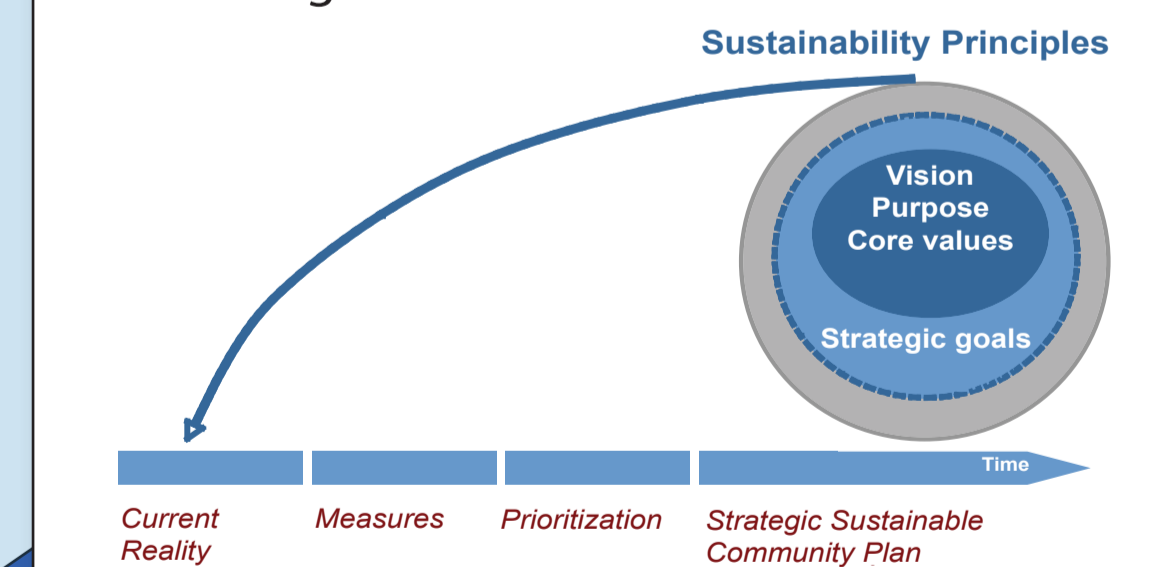 Sustainability Principles
Vision
Purpose
Core values
Strategic goals
Time
Current
Reality
Measures
Prioritization
Strategic Sustainable
Community Plan